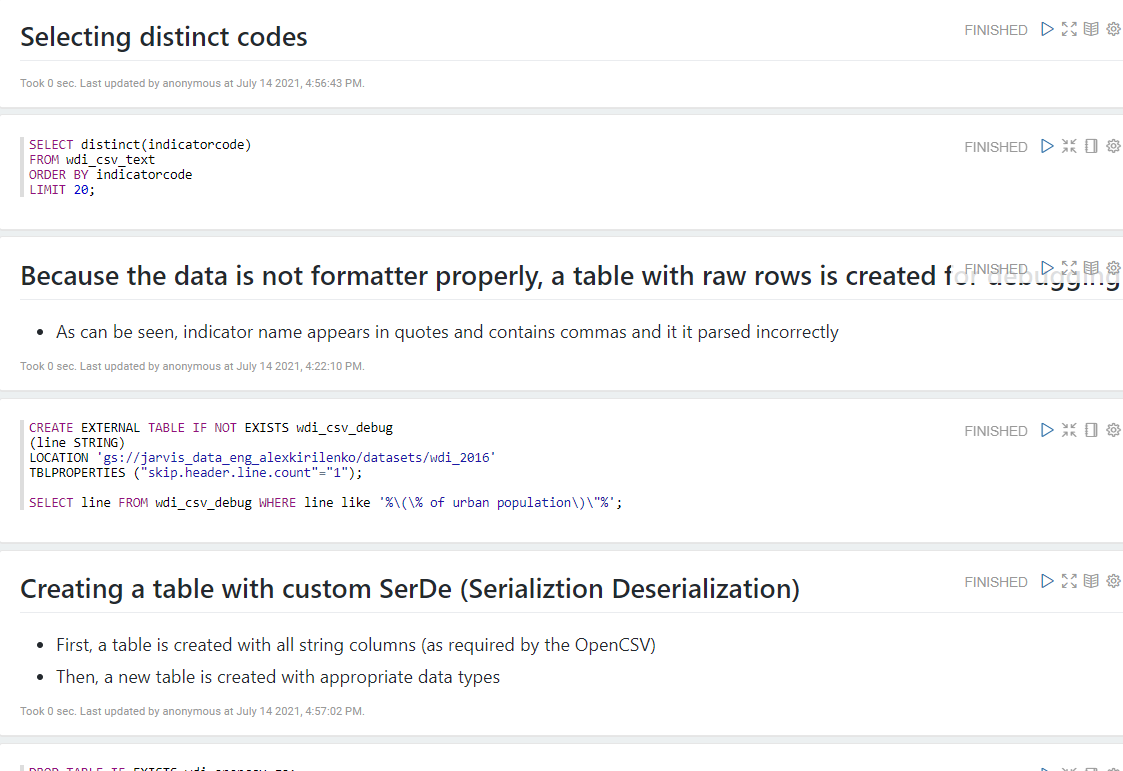 Selecting distinct codes
FINISHED
Took 0 sec. Last updated by anonymous at July 14 2021, 4:56:43 PM.
SELECT distinct(indicatorcode)
FINISHED
FROM wdi_csv_text
ORDER BY indicatorcode
LIMIT 20;
Because the data is not formatter properly, a table with raw rows is created for debugging
FINISHED
• As can be seen, indicator name appears in quotes and contains commas and it it parsed incorrectly
Took 0 sec. Last updated by anonymous at July 14 2021, 4:22:10 PM.
CREATE EXTERNAL TABLE IF NOT EXISTS wdi_csv_debug
FINISHED
(line STRING)
LOCATION 'gs://jarvis_data_eng_alexkirilenko/datasets/wdi_2016'
TBLPROPERTIES ("skip.header.line.count"="1");
SELECT line FROM wdi_csv_debug WHERE line like '%\(\% of urban population\)\"%';
Creating a table with custom SerDe (Serializtion Deserialization)
FINISHED
• First, a table is created with all string columns (as required by the OpenCSV)
• Then, a new table is created with appropriate data types
Took 0 sec. Last updated by anonymous at July 14 2021, 4:57:02 PM.
DROP TABLE IF EXISTS